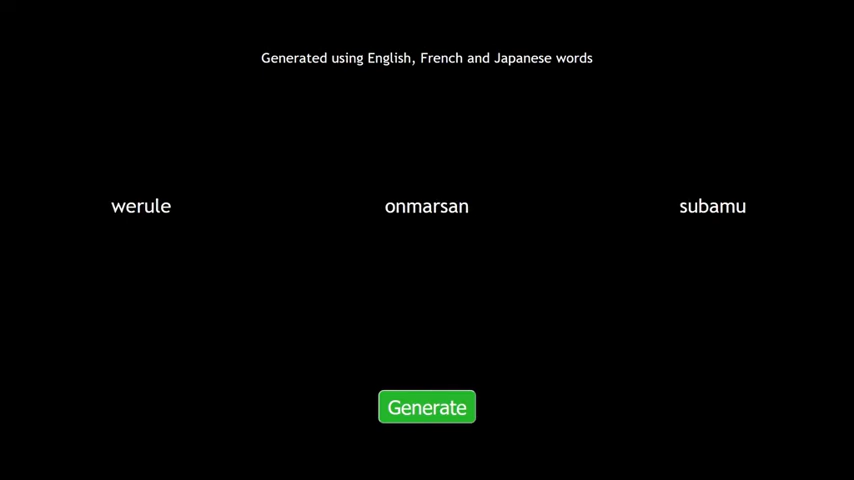 Generated using English, French and Japanese words
werule onmarsan subamu
Generate